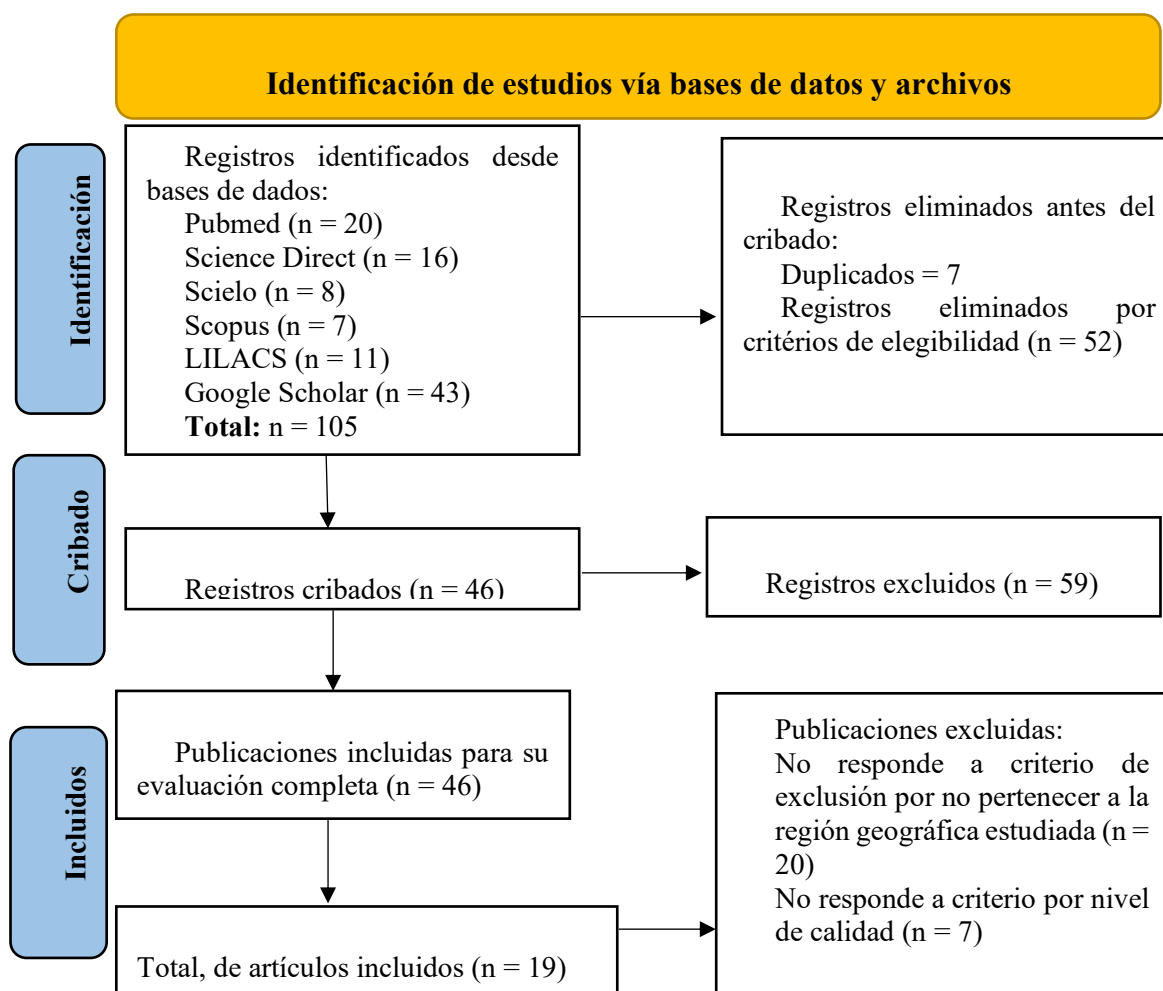 Identificación de estudios vía bases de datos y archivos
Identificación
Registros identificados desde
bases de dados:
Pubmed (n = 20)
Science Direct (n = 16)
Scielo (n = 8)
Scopus (n = 7)
LILACS (n = 11)
Google Scholar (n = 43)
Total: n = 105
Registros eliminados antes del
cribado:
Duplicados = 7
Registros eliminados por
critérios de elegibilidad (n = 52)
Cribado
Registros cribados (n = 46)
Registros excluidos (n = 59)
Incluidos
Publicaciones incluidas para su
evaluación completa (n = 46)
Publicaciones excluidas:
No responde a criterio de
exclusión por no pertenecer a la
región geográfica estudiada (n =
20)
No responde a criterio por nivel
de calidad (n = 7)
Total, de artículos incluidos (n = 19)